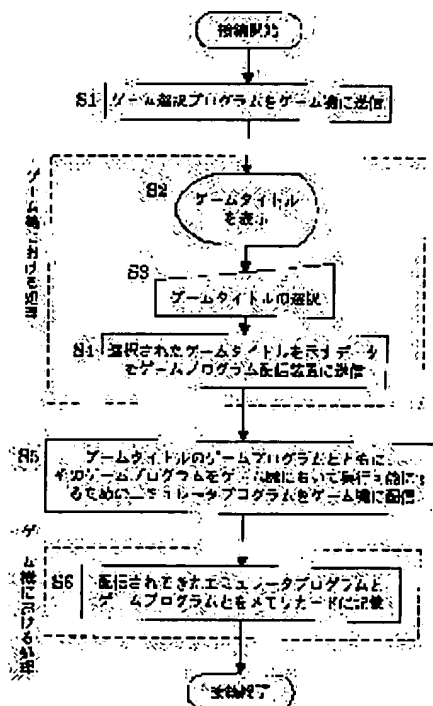 接続開始
S1 ゲーム選択プログラムをゲーム機に送信
ゲーム機における処理
S2
ゲームタイトル
を表示
S3
ゲームタイトルの選択
S4 選択されたゲームタイトルを示すデータ
をゲームプログラム配信装置に送信
S5
ゲームタイトルのゲームプログラムとともに、
そのゲームプログラムをゲーム機において実行可能にす
るためのエミュレータプログラムをゲーム機に配信
ゲーム機における処理
S6
配信されてきたエミュレータプログラムと
ゲームプログラムとをメモリカードに記憶
接続終了